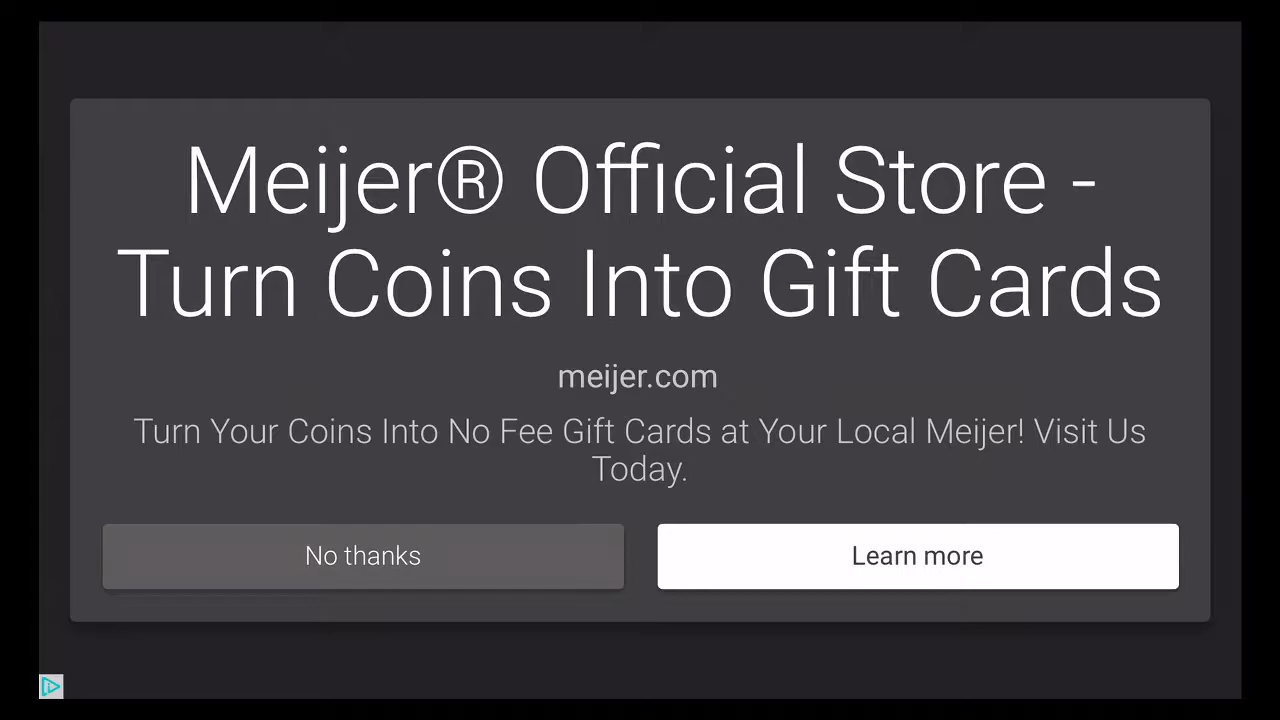 Meijer® Official Store -
Turn Coins Into Gift Cards
meijer.com
Turn Your Coins Into No Fee Gift Cards at Your Local Meijer! Visit Us
Today.
No thanks
Learn more